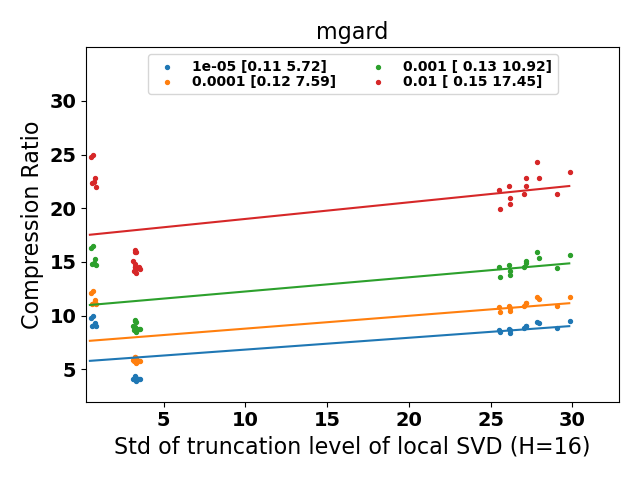 mgard
1e-05 [0.11 5.72]
0.0001 [0.12 7.59]
0.001 [ 0.13 10.92]
0.01 [ 0.15 17.45]
Compression Ratio
30
25
20
15
10
5
5 10 15 20 25 30
Std of truncation level of local SVD (H=16)